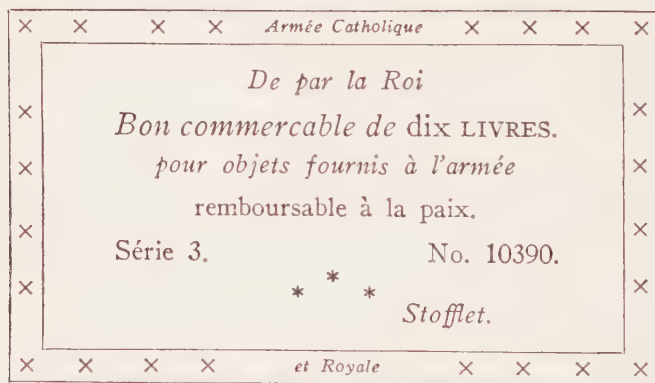 × × × × Armée Catholique × × × ×
De par la Roi
Bon commercable de dix LIVRES.
pour objets fournis à l'armée
remboursable à la paix.
Série 3. No. 10390.
* * *
Stofflet.
× × × × et Royale × × × ×